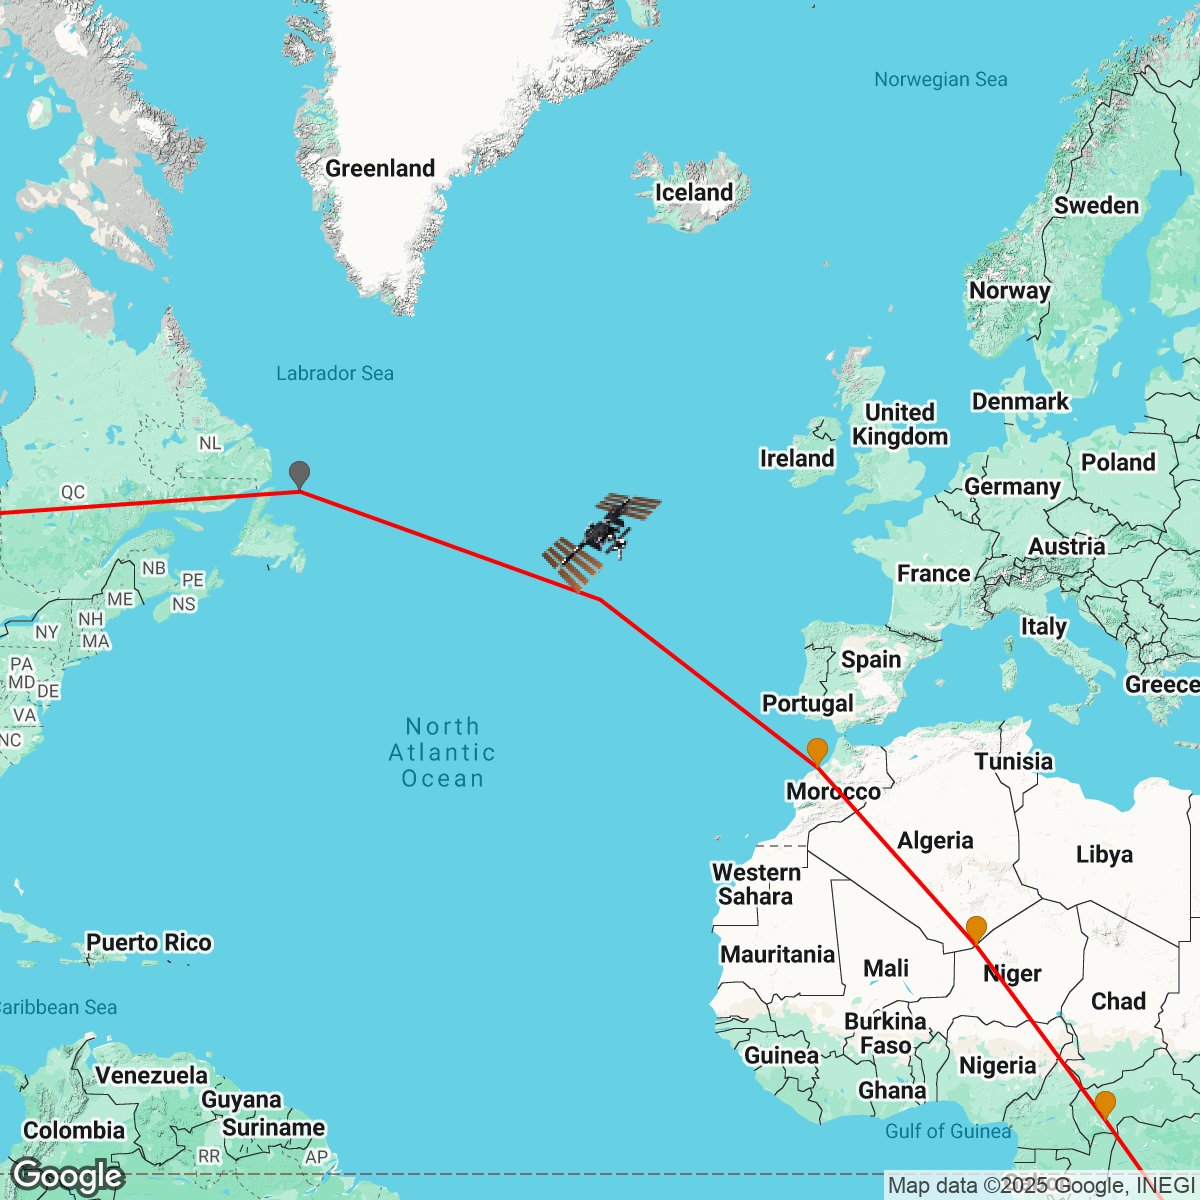 Norwegian Sea
Greenland
Iceland
Sweden
Norway
Labrador Sea
Denmark
United
Kingdom
NL
Ireland
Poland
QC
Germany
Austria
NB
France
PE
ME
NS
NH
Italy
NY
MA
Spain
PA
MD
DE
Greece
Portugal
VA
North
Atlantic
Ocean
NC
Tunisia
Morocco
Algeria
Libya
Western
Sahara
Puerto Rico
Mauritania
Mali
Niger
Chad
Caribbean Sea
Burkina
Faso
Guinea
Nigeria
Venezuela
Ghana
Guyana
Suriname
Colombia
Gulf of Guinea
RR
AP
Google
Map data ©2025 Google, INEGI